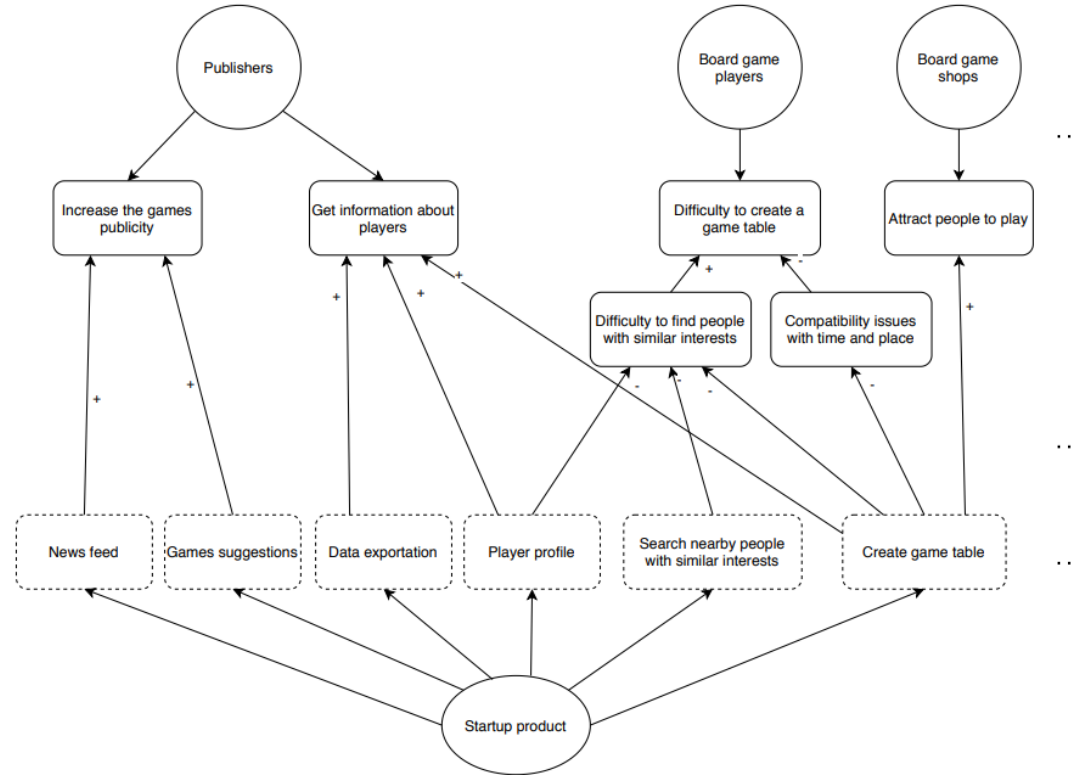 Publishers
Board game
players
Board game
shops
..
Increase the games
publicity
Get information about
players
Difficulty to create a
game table
Attract people to play
+
+
-
+
+
+
Difficulty to find people
with similar interests
Compatibility issues
with time and place
+
+
-
-
-
-
+
..
News feed
Games suggestions
Data exportation
Player profile
Search nearby people
with similar interests
Create game table
..
Startup product